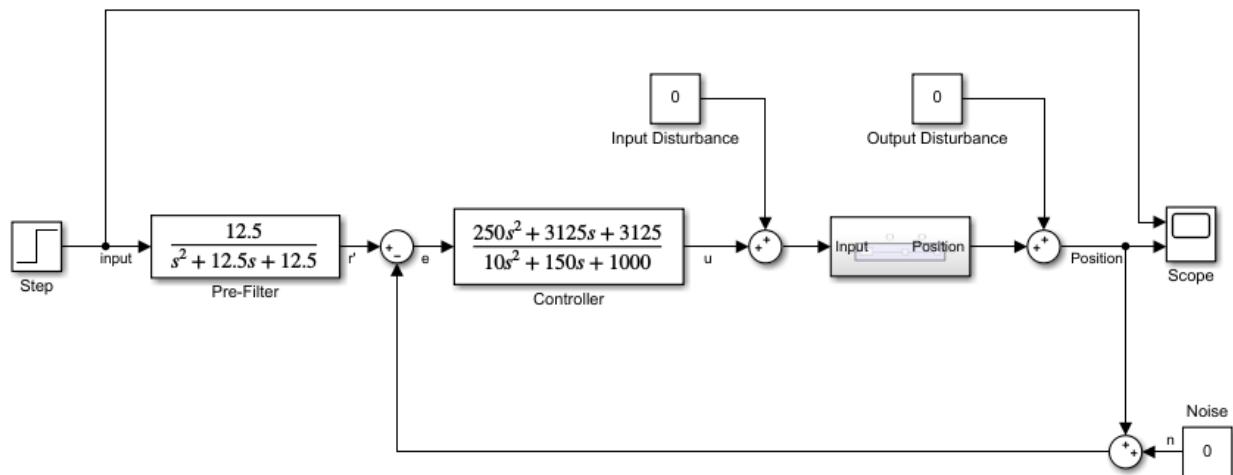 0
0
Input Disturbance
Output Disturbance
12.5
s² + 12.5s + 12.5
250s² + 3125s + 3125
10s² + 150s + 1000
+
−
+
+
+
+
Input
Position
input
r'
e
u
Position
Step
Pre-Filter
Controller
Scope
Noise
+
+
n
0